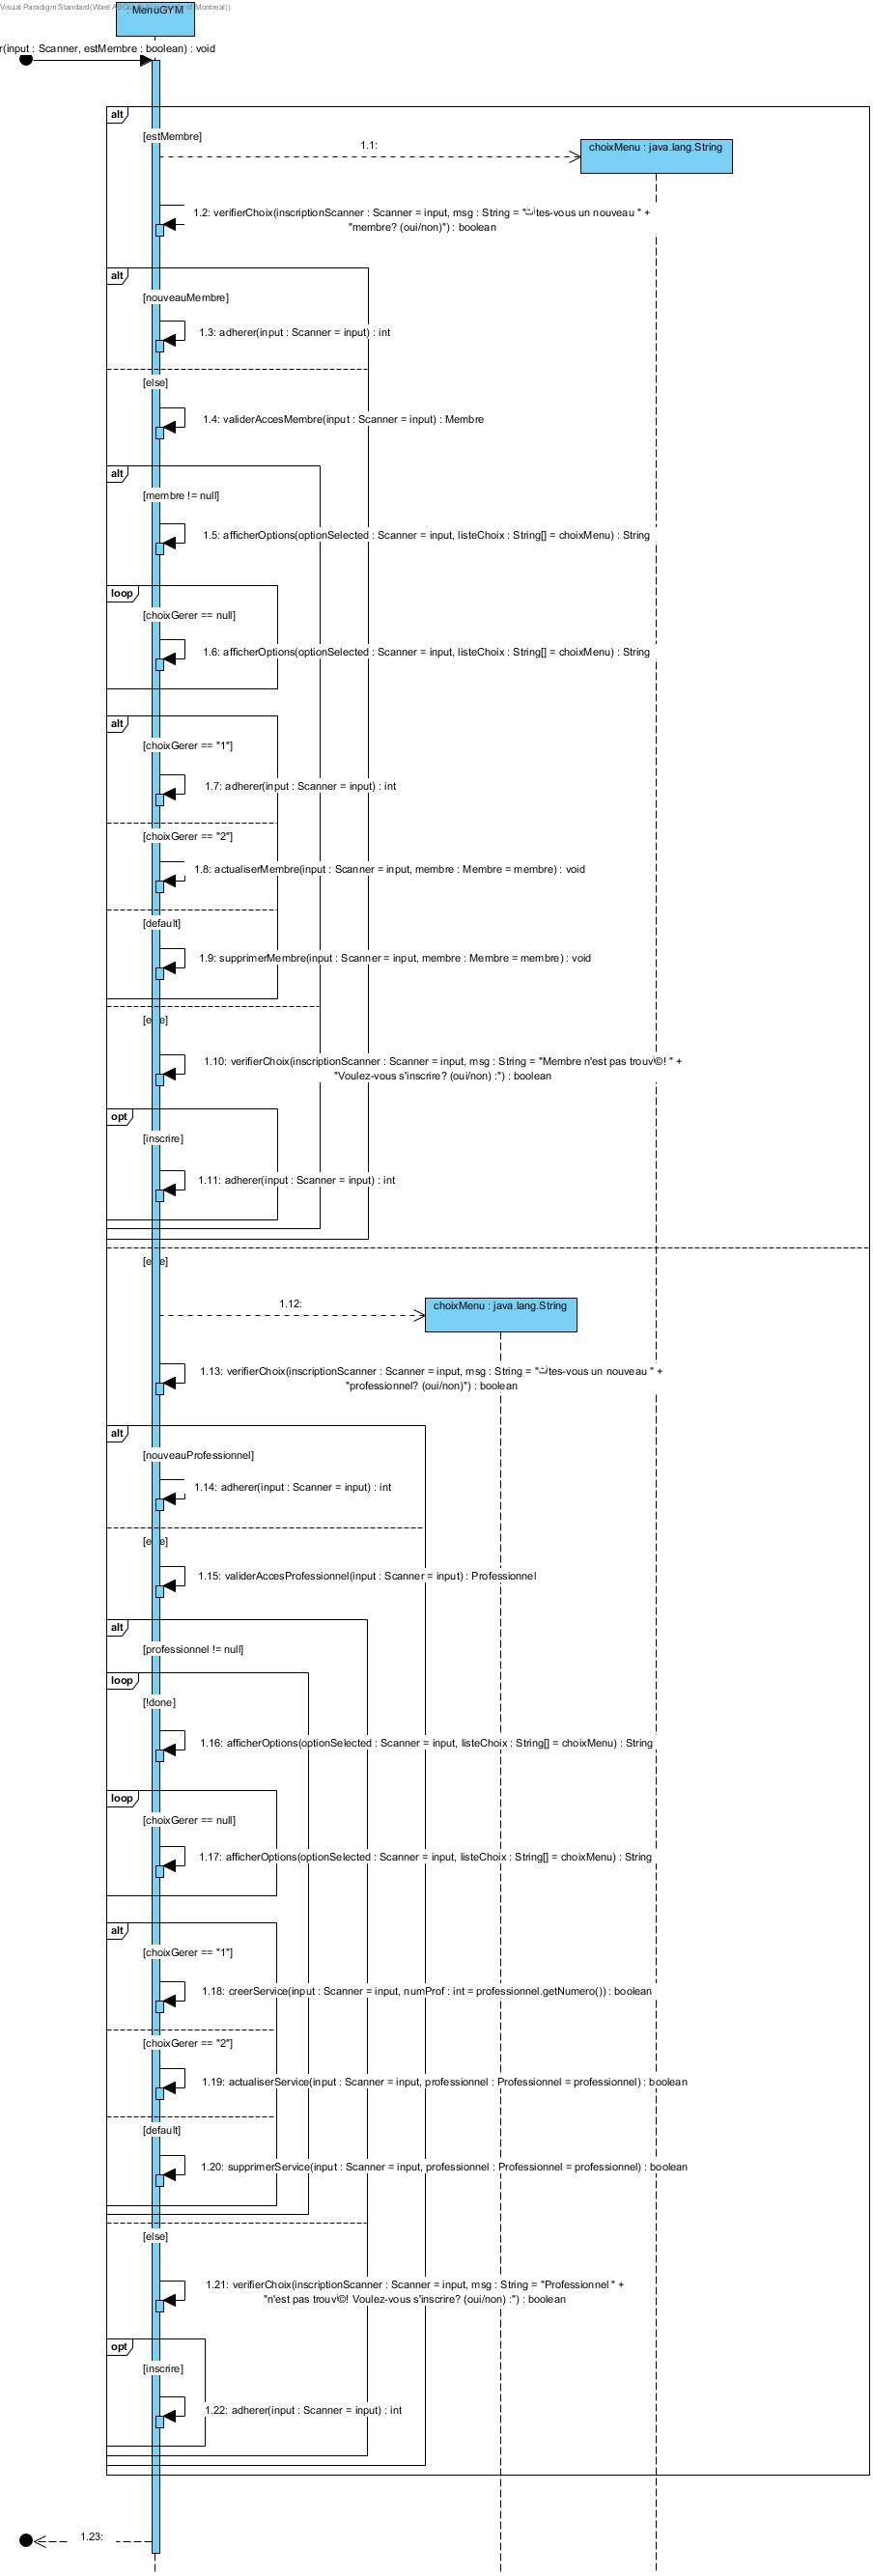 Visual Paradigm Standard(Wael
Montreal))
: MenuGYM
r(input : Scanner, estMembre : boolean) : void
alt
[estMembre]
1.1:
choixMenu : java.lang.String
1.2: verifierChoix(inscriptionScanner : Scanner = input, msg : String = "tes-vous un nouveau " +
"membre? (oui/non)") : boolean
alt
[nouveauMembre]
1.3: adherer(input : Scanner = input) : int
[else]
1.4: validerAccesMembre(input : Scanner = input) : Membre
alt
[membre != null]
1.5: afficherOptions(optionSelected : Scanner = input, listeChoix : String[] = choixMenu) : String
loop
[choixGerer == null]
1.6: afficherOptions(optionSelected : Scanner = input, listeChoix : String[] = choixMenu) : String
alt
[choixGerer == "1"]
1.7: adherer(input : Scanner = input) : int
[choixGerer == "2"]
1.8: actualiserMembre(input : Scanner = input, membre : Membre = membre) : void
[default]
1.9: supprimerMembre(input : Scanner = input, membre : Membre = membre) : void
[else]
1.10: verifierChoix(inscriptionScanner : Scanner = input, msg : String = "Membre n'est pas trouv©! " +
"Voulez-vous s'inscrire? (oui/non) :") : boolean
opt
[inscrire]
1.11: adherer(input : Scanner = input) : int
[else]
1.12:
choixMenu : java.lang.String
1.13: verifierChoix(inscriptionScanner : Scanner = input, msg : String = "tes-vous un nouveau " +
"professionnel? (oui/non)") : boolean
alt
[nouveauProfessionnel]
1.14: adherer(input : Scanner = input) : int
[else]
1.15: validerAccesProfessionnel(input : Scanner = input) : Professionnel
alt
[professionnel != null]
loop
[!done]
1.16: afficherOptions(optionSelected : Scanner = input, listeChoix : String[] = choixMenu) : String
loop
[choixGerer == null]
1.17: afficherOptions(optionSelected : Scanner = input, listeChoix : String[] = choixMenu) : String
alt
[choixGerer == "1"]
1.18: creerService(input : Scanner = input, numProf : int = professionnel.getNumero()) : boolean
[choixGerer == "2"]
1.19: actualiserService(input : Scanner = input, professionnel : Professionnel = professionnel) : boolean
[default]
1.20: supprimerService(input : Scanner = input, professionnel : Professionnel = professionnel) : boolean
[else]
1.21: verifierChoix(inscriptionScanner : Scanner = input, msg : String = "Professionnel " +
"n'est pas trouv©! Voulez-vous s'inscrire? (oui/non) :") : boolean
opt
[inscrire]
1.22: adherer(input : Scanner = input) : int
1.23: